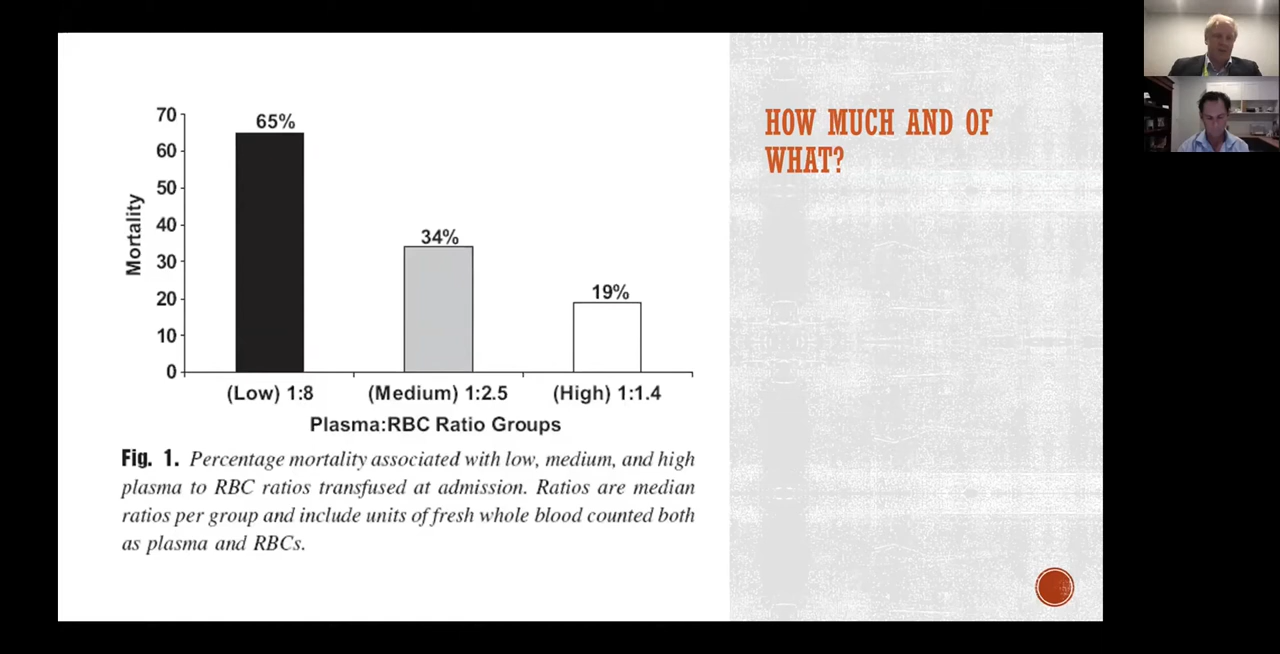 70
60
50
40
30
20
10
0
Mortality
65%
34%
19%
(Low) 1:8
(Medium) 1:2.5
(High) 1:1.4
Plasma:RBC Ratio Groups
Fig. 1. Percentage mortality associated with low, medium, and high
plasma to RBC ratios transfused at admission. Ratios are median
ratios per group and include units of fresh whole blood counted both
as plasma and RBCs.
HOW MUCH AND OF
WHAT?